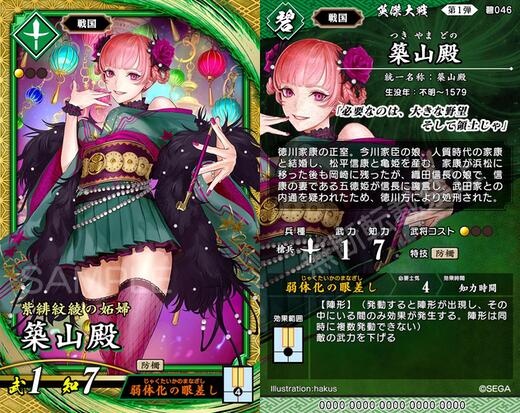 戦国
SAMPLE
紫緋紋綾の妬婦
築山殿
防柵
武1 知7
じゃくたいかのまなざし
弱体化の眼差し
4
碧
戦国
英傑大戦
第1弾
碧046
つき やま どの
築山殿
統一名称:築山殿
生没年:不明~1579
「必要なのは、大きな野望
そして領土じゃ」
徳川家康の正室。今川家臣の娘。人質時代の家康
と結婚し、松平信康と亀姫を産む。家康が浜松に
移った後も岡崎に残ったが、織田信長の娘で、信
康の妻である五徳姫が信長に讒言し、武田家との
内通を疑われたため、徳川方により処刑された。
兵種 武力 知力 武将コスト
槍兵 1 7
特技 防柵
じゃくたいかのまなざし
弱体化の眼差し
必要士気
4
効果時間
知力時間
効果範囲
【陣形】(発動すると陣形が出現し、その
中にいる間のみ効果が発生する。陣形は同
時に複数発動できない)
敵の武力を下げる
Illustration:hakus
©SEGA
0000-0000-0000-0000-0000